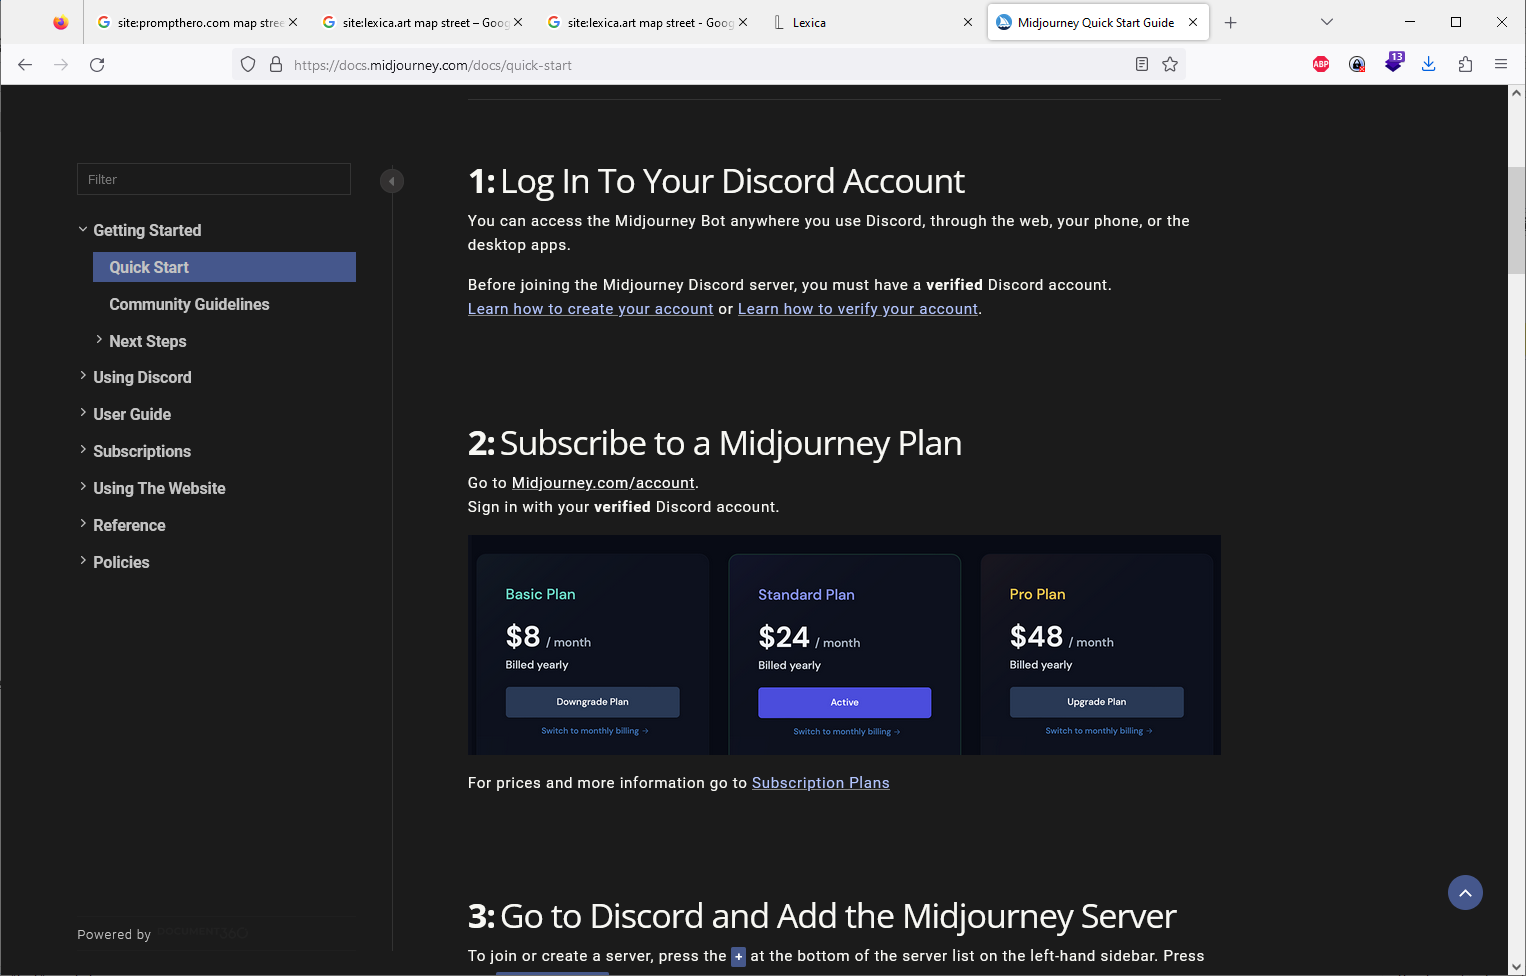 site:prompthero.com map stree
site:lexica.art map street – Goog
site:lexica.art map street - Goog
Lexica
Midjourney Quick Start Guide
https://docs.midjourney.com/docs/quick-start
ABP
13
Filter
Getting Started
Quick Start
Community Guidelines
Next Steps
Using Discord
User Guide
Subscriptions
Using The Website
Reference
Policies
Powered by
1: Log In To Your Discord Account
You can access the Midjourney Bot anywhere you use Discord, through the web, your phone, or the
desktop apps.
Before joining the Midjourney Discord server, you must have a verified Discord account.
Learn how to create your account or Learn how to verify your account.
2: Subscribe to a Midjourney Plan
Go to Midjourney.com/account.
Sign in with your verified Discord account.
Basic Plan
$8 / month
Billed yearly
Downgrade Plan
Switch to monthly billing →
Standard Plan
$24 / month
Billed yearly
Active
Switch to monthly billing →
Pro Plan
$48 / month
Billed yearly
Upgrade Plan
Switch to monthly billing →
For prices and more information go to Subscription Plans
3: Go to Discord and Add the Midjourney Server
To join or create a server, press the + at the bottom of the server list on the left-hand sidebar. Press